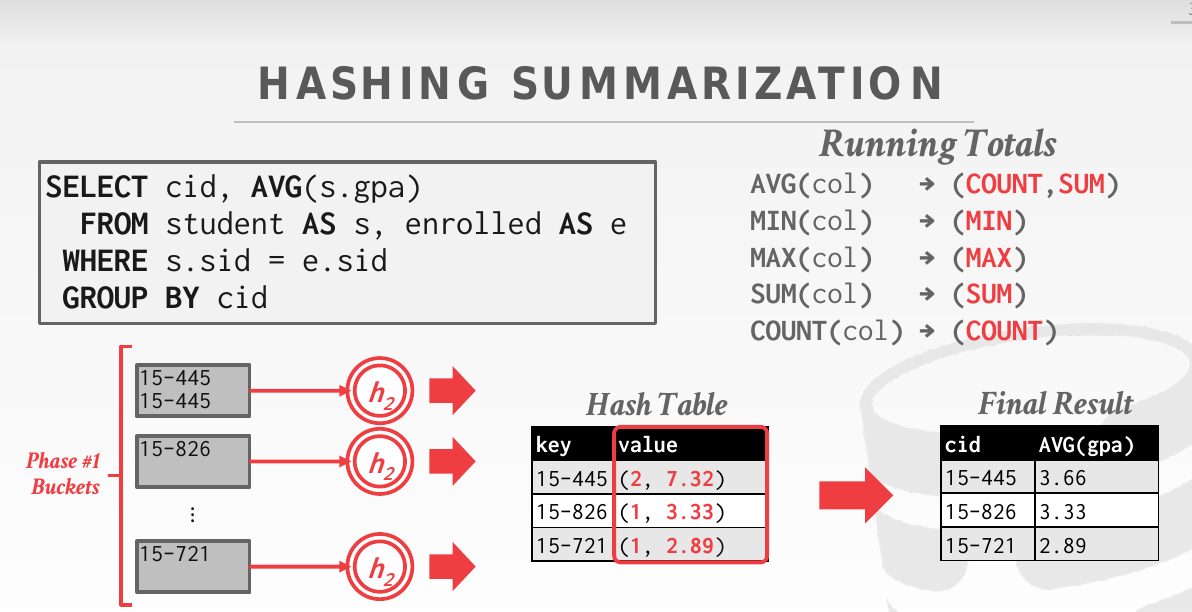 HASHING SUMMARIZATION
SELECT cid, AVG(s.gpa)
FROM student AS s, enrolled AS e
WHERE s.sid = e.sid
GROUP BY cid
Running Totals
AVG(col) → (COUNT,SUM)
MIN(col) → (MIN)
MAX(col) → (MAX)
SUM(col) → (SUM)
COUNT(col) → (COUNT)
Phase #1
Buckets
15-445
15-445
h2
15-826
h2
⋮
15-721
h2
Hash Table
key value
15-445 (2, 7.32)
15-826 (1, 3.33)
15-721 (1, 2.89)
Final Result
cid AVG(gpa)
15-445 3.66
15-826 3.33
15-721 2.89